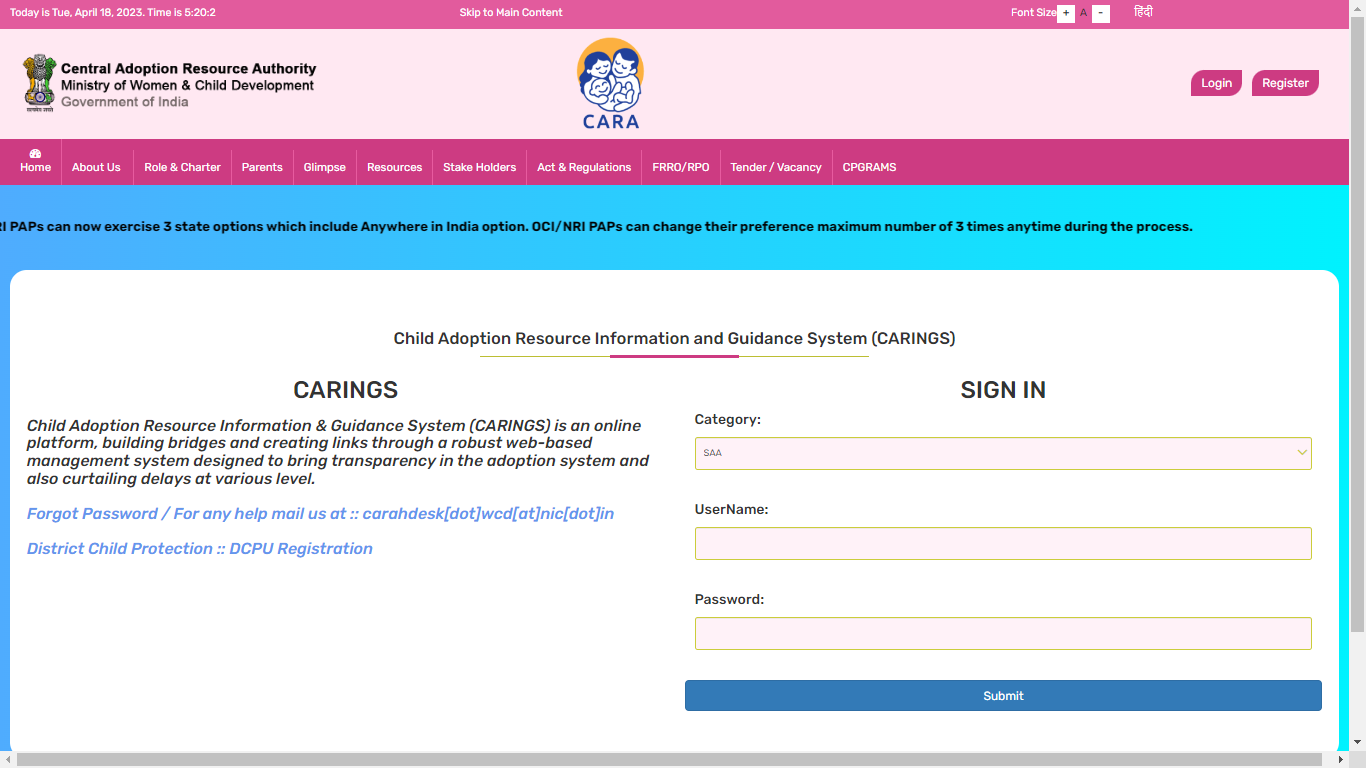 Today is Tue, April 18, 2023. Time is 5:20:2
Skip to Main Content
Font Size + A -
हिंदी
Central Adoption Resource Authority
Ministry of Women & Child Development
Government of India
CARA
Login
Register
Home
About Us
Role & Charter
Parents
Glimpse
Resources
Stake Holders
Act & Regulations
FRRO/RPO
Tender / Vacancy
CPGRAMS
PAPs can now exercise 3 state options which include Anywhere in India option. OCI/NRI PAPs can change their preference maximum number of 3 times anytime during the process.
Child Adoption Resource Information and Guidance System (CARINGS)
CARINGS
Child Adoption Resource Information & Guidance System (CARINGS) is an online
platform, building bridges and creating links through a robust web-based
management system designed to bring transparency in the adoption system and
also curtailing delays at various level.
Forgot Password / For any help mail us at :: carahdesk[dot]wcd[at]nic[dot]in
District Child Protection :: DCPU Registration
SIGN IN
Category:
SAA
UserName:
Password:
Submit